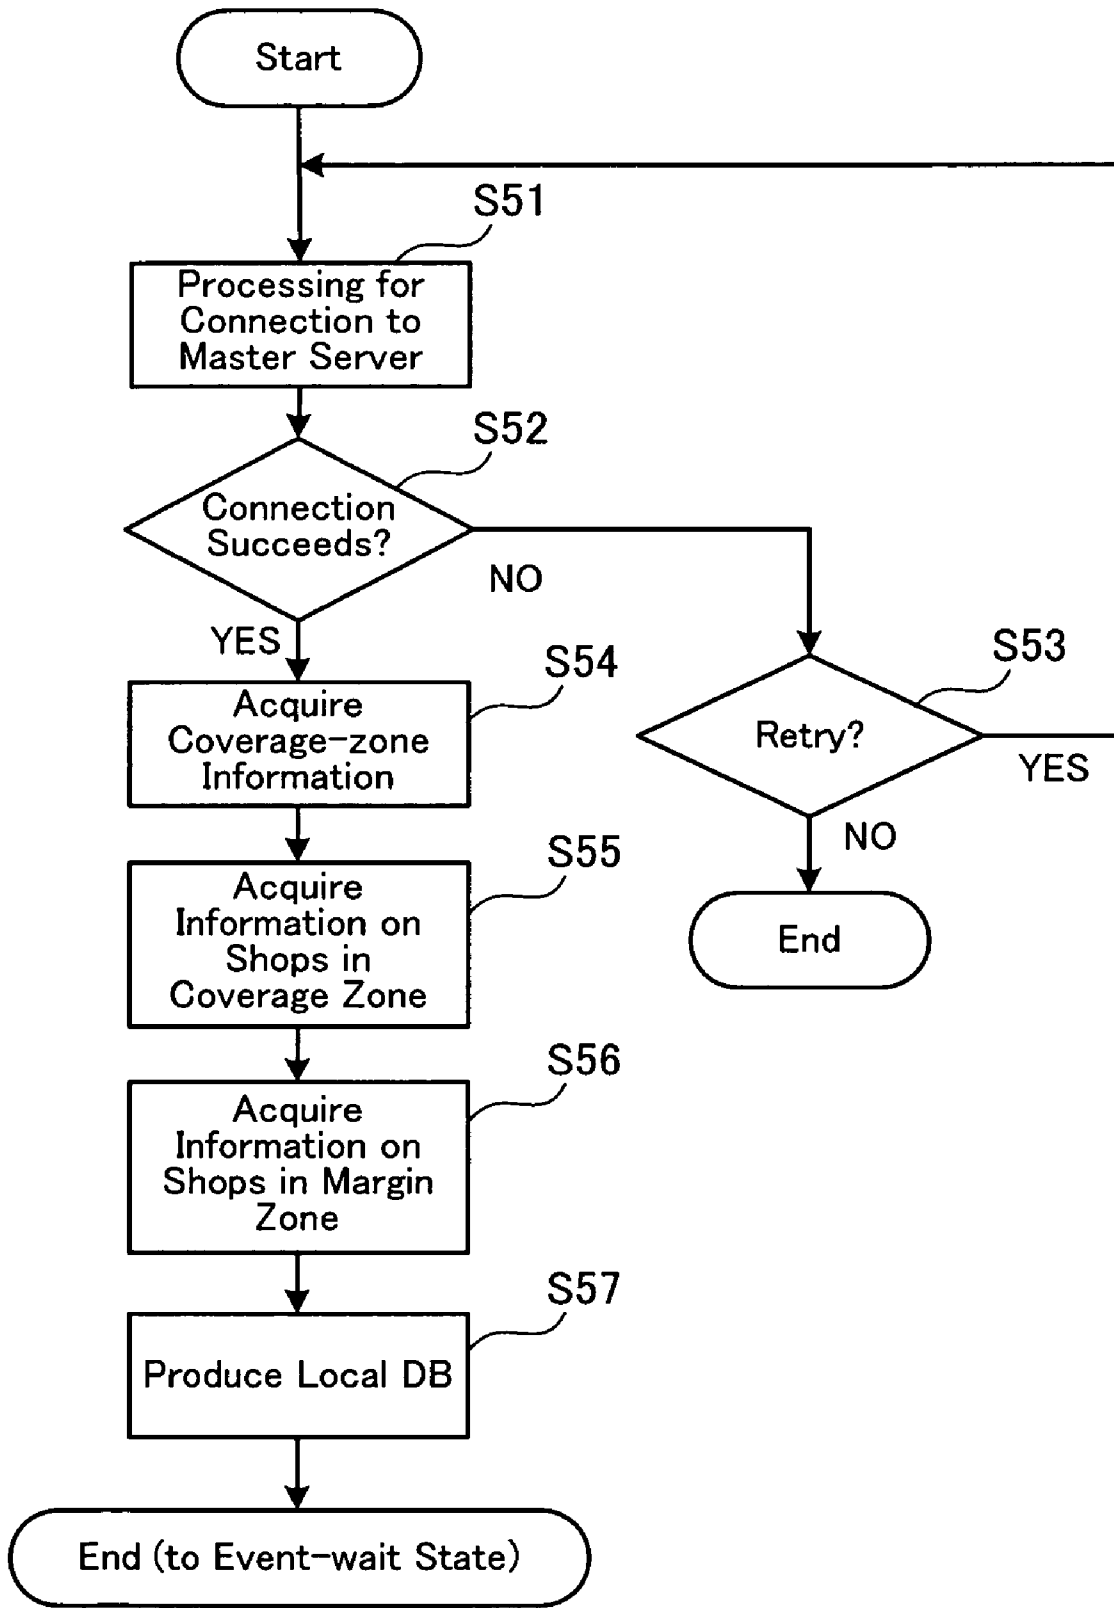 Start
S51
Processing for
Connection to
Master Server
S52
Connection
Succeeds?
NO
YES
S53
Retry?
YES
NO
End
S54
Acquire
Coverage-zone
Information
S55
Acquire
Information on
Shops in
Coverage Zone
S56
Acquire
Information on
Shops in Margin
Zone
S57
Produce Local DB
End (to Event-wait State)